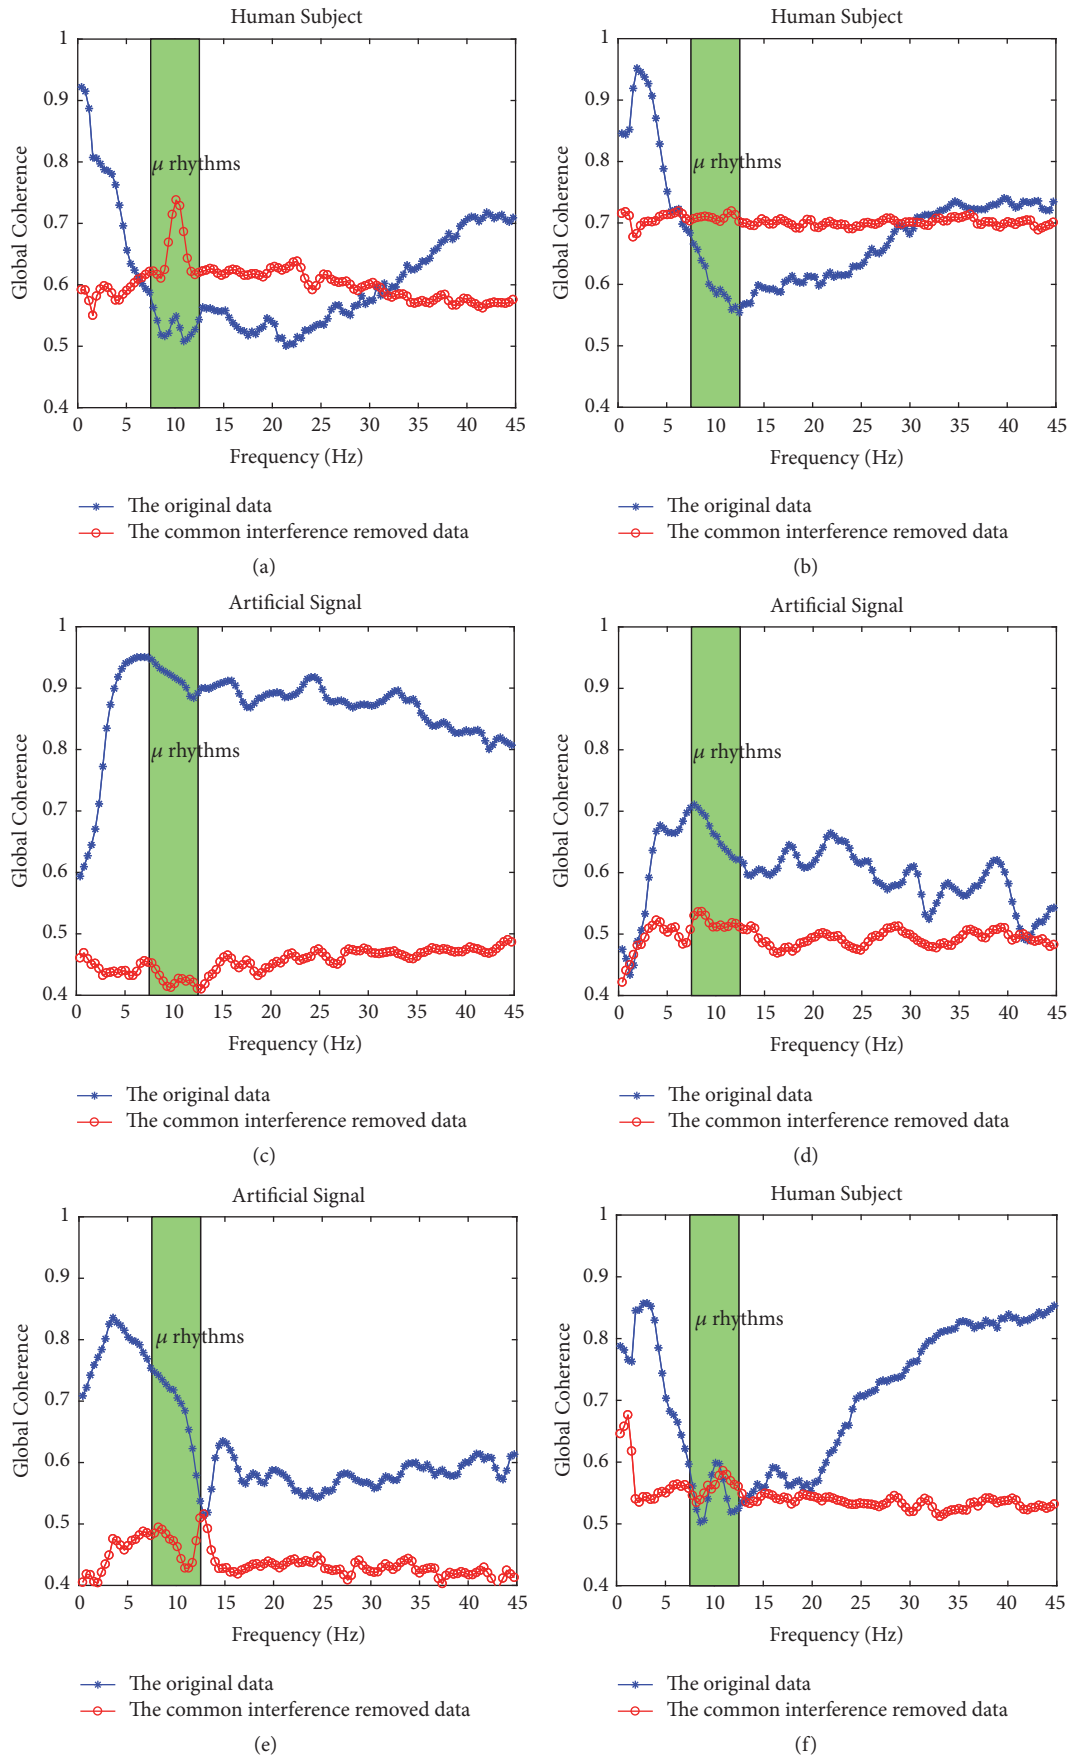 Human Subject
1
0.9
0.8
0.7
0.6
0.5
0.4
Global Coherence
μ rhythms
0 5 10 15 20 25 30 35 40 45
Frequency (Hz)
The original data
The common interference removed data
(a)
Human Subject
1
0.9
0.8
0.7
0.6
0.5
0.4
Global Coherence
μ rhythms
0 5 10 15 20 25 30 35 40 45
Frequency (Hz)
The original data
The common interference removed data
(b)
Artificial Signal
1
0.9
0.8
0.7
0.6
0.5
0.4
Global Coherence
μ rhythms
0 5 10 15 20 25 30 35 40 45
Frequency (Hz)
The original data
The common interference removed data
(c)
Artificial Signal
1
0.9
0.8
0.7
0.6
0.5
0.4
Global Coherence
μ rhythms
0 5 10 15 20 25 30 35 40 45
Frequency (Hz)
The original data
The common interference removed data
(d)
Artificial Signal
1
0.9
0.8
0.7
0.6
0.5
0.4
Global Coherence
μ rhythms
0 5 10 15 20 25 30 35 40 45
Frequency (Hz)
The original data
The common interference removed data
(e)
Human Subject
1
0.9
0.8
0.7
0.6
0.5
0.4
Global Coherence
μ rhythms
0 5 10 15 20 25 30 35 40 45
Frequency (Hz)
The original data
The common interference removed data
(f)